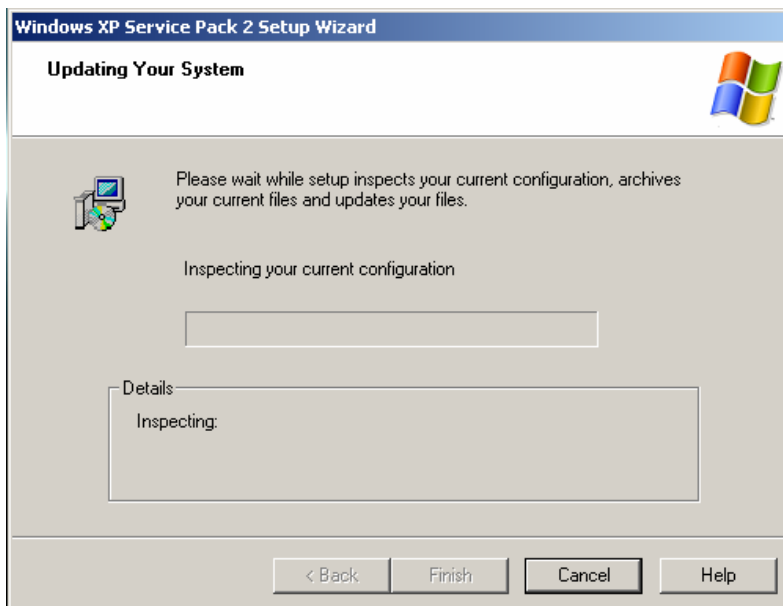 Windows XP Service Pack 2 Setup Wizard
Updating Your System
Please wait while setup inspects your current configuration, archives
your current files and updates your files.
Inspecting your current configuration
Details
Inspecting:
< Back
Finish
Cancel
Help